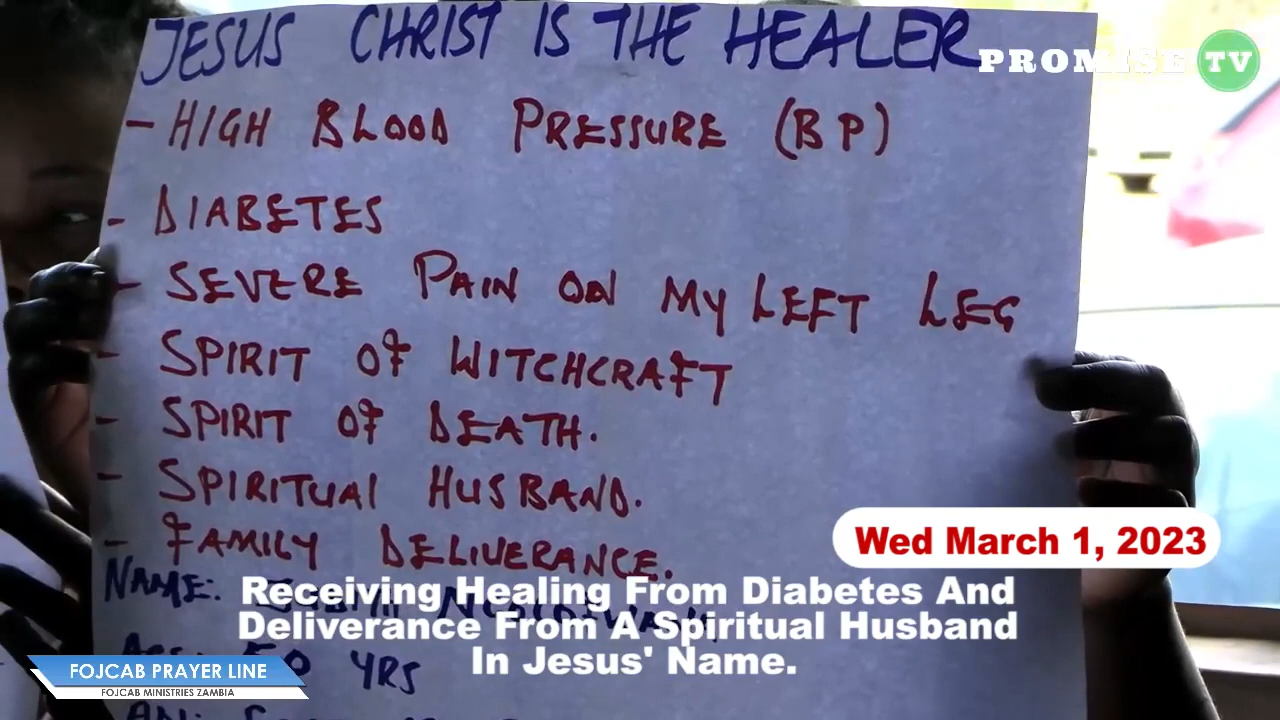 JESUS CHRIST IS THE HEALER
PROMISE TV
- HIGH BLOOD PRESSURE (BP)
- DIABETES
- SEVERE PAIN ON MY LEFT LEG
- SPIRIT OF WITCHCRAFT
- SPIRIT OF DEATH.
- SPIRITUAL HUSBAND.
- FAMILY DELIVERANCE.
Wed March 1, 2023
NAME:
Receiving Healing From Diabetes And
Deliverance From A Spiritual Husband
In Jesus' Name.
50 YRS
FOJCAB PRAYER LINE
FOJCAB MINISTRIES ZAMBIA